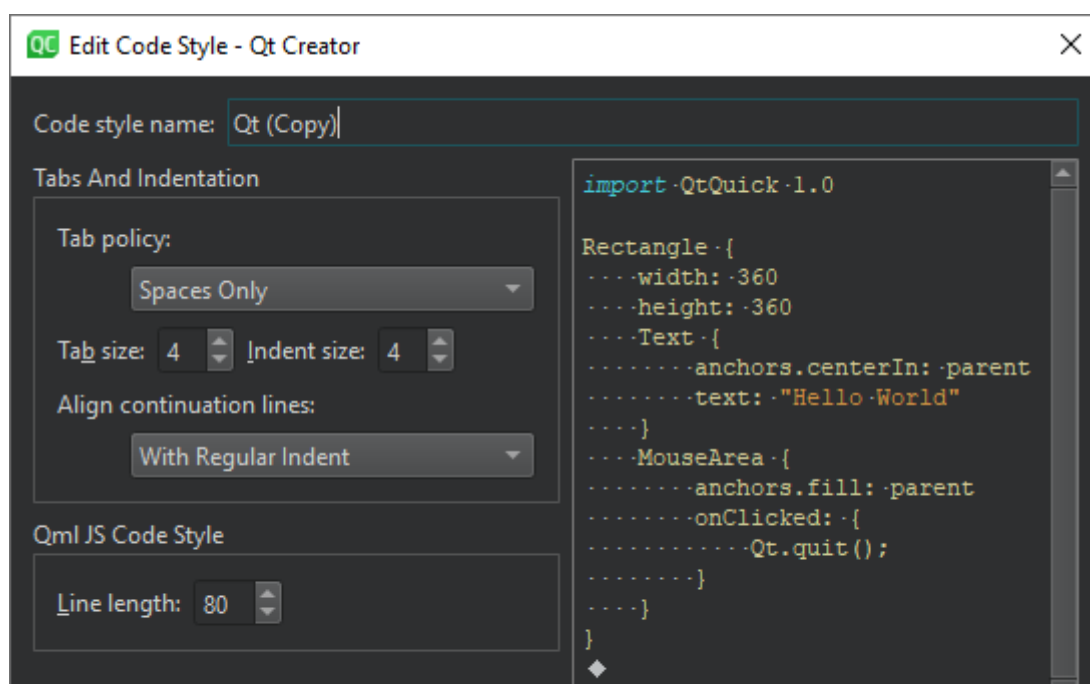 QC Edit Code Style - Qt Creator
Code style name: Qt (Copy)
Tabs And Indentation
Tab policy:
Spaces Only
Tab size: 4 Indent size: 4
Align continuation lines:
With Regular Indent
Qml JS Code Style
Line length: 80
import QtQuick 1.0
Rectangle {
    width: 360
    height: 360
    Text {
        anchors.centerIn: parent
        text: "Hello World"
    }
    MouseArea {
        anchors.fill: parent
        onClicked: {
            Qt.quit();
        }
    }
}